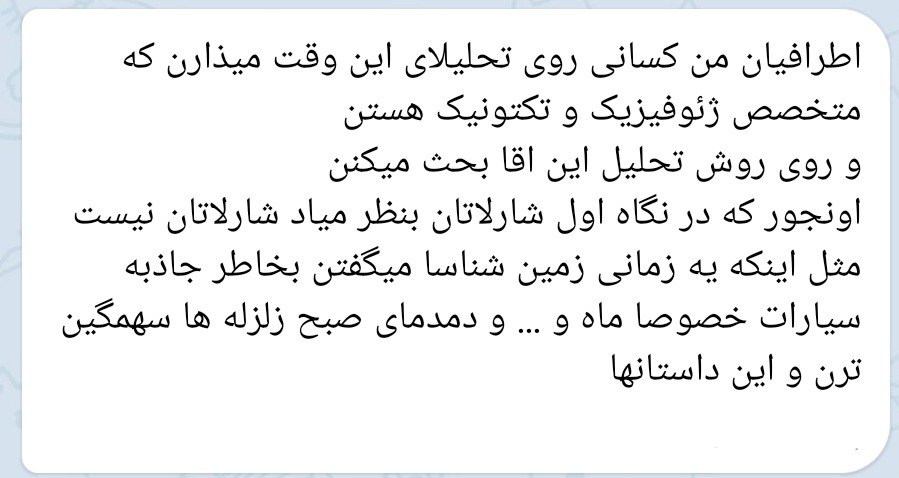 اطرافیان من کسانی روی تحلیلای این وقت میذارن که
متخصص ژئوفیزیک و تکتونیک هستن
و روی روش تحلیل این اقا بحث میکنن
اونجور که در نگاه اول شارلاتان بنظر میاد شارلاتان نیست
مثل اینکه یه زمانی زمین شناسا میگفتن بخاطر جاذبه
سیارات خصوصا ماه و ... و دمدمای صبح زلزله ها سهمگین
ترن و این داستانها